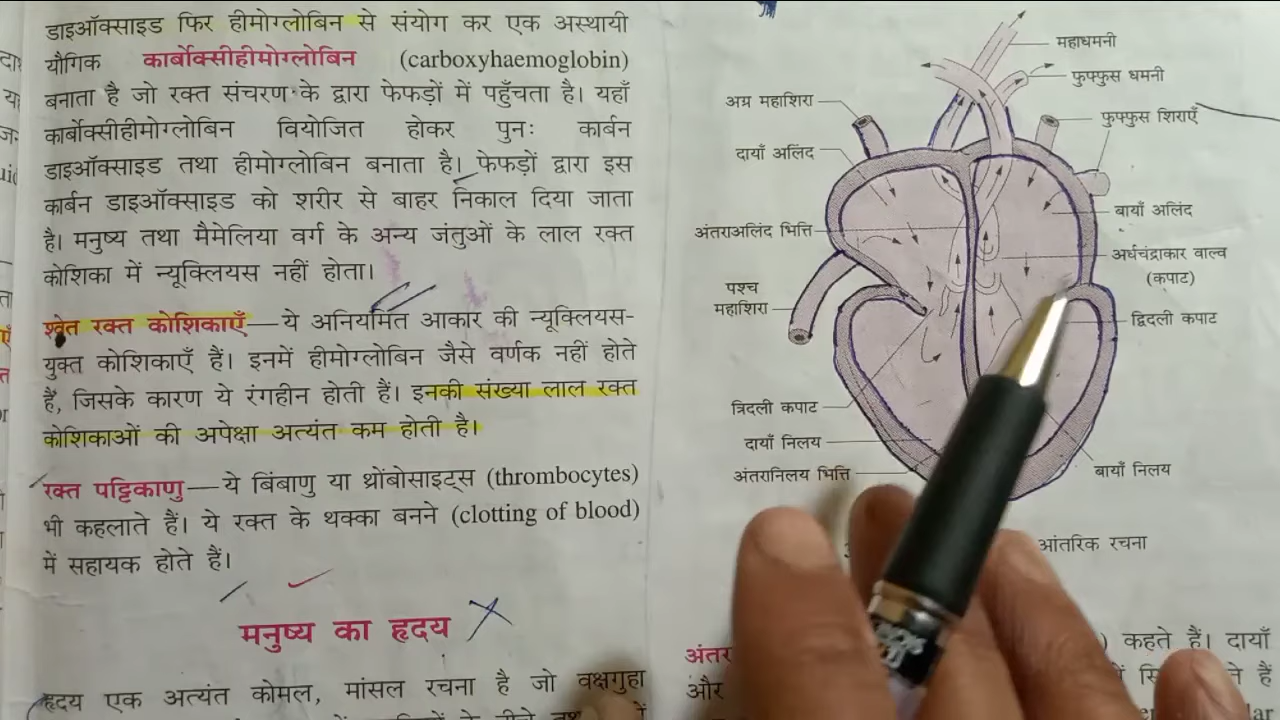 डाइऑक्साइड फिर हीमोग्लोबिन से संयोग कर एक अस्थायी
यौगिक कार्बोक्सीहीमोग्लोबिन (carboxyhaemoglobin)
बनाता है जो रक्त संचरण के द्वारा फेफड़ों में पहुँचता है। यहाँ
कार्बोक्सीहीमोग्लोबिन वियोजित होकर पुनः कार्बन
डाइऑक्साइड तथा हीमोग्लोबिन बनाता है। फेफड़ों द्वारा इस
कार्बन डाइऑक्साइड को शरीर से बाहर निकाल दिया जाता
है। मनुष्य तथा मैमेलिया वर्ग के अन्य जंतुओं के लाल रक्त
कोशिका में न्यूक्लियस नहीं होता।
श्वेत रक्त कोशिकाएँ—ये अनियमित आकार की न्यूक्लियस-
युक्त कोशिकाएँ हैं। इनमें हीमोग्लोबिन जैसे वर्णक नहीं होते
हैं, जिसके कारण ये रंगहीन होती हैं। इनकी संख्या लाल रक्त
कोशिकाओं की अपेक्षा अत्यंत कम होती है।
रक्त पट्टिकाणु—ये बिंबाणु या थ्रोंबोसाइट्स (thrombocytes)
भी कहलाते हैं। ये रक्त के थक्का बनने (clotting of blood)
में सहायक होते हैं।
मनुष्य का हृदय
हृदय एक अत्यंत कोमल, मांसल रचना है जो वक्षगुहा
महाधमनी
फुफ्फुस धमनी
अग्र महाशिरा
फुफ्फुस शिराएँ
दायाँ अलिंद
बायाँ अलिंद
अंतराअलिंद भित्ति
अर्धचंद्राकार वाल्व
(कपाट)
पश्च
महाशिरा
द्विदली कपाट
त्रिदली कपाट
दायाँ निलय
अंतरानिलय भित्ति
बायाँ निलय
आंतरिक रचना
कहते हैं। दायाँ
और